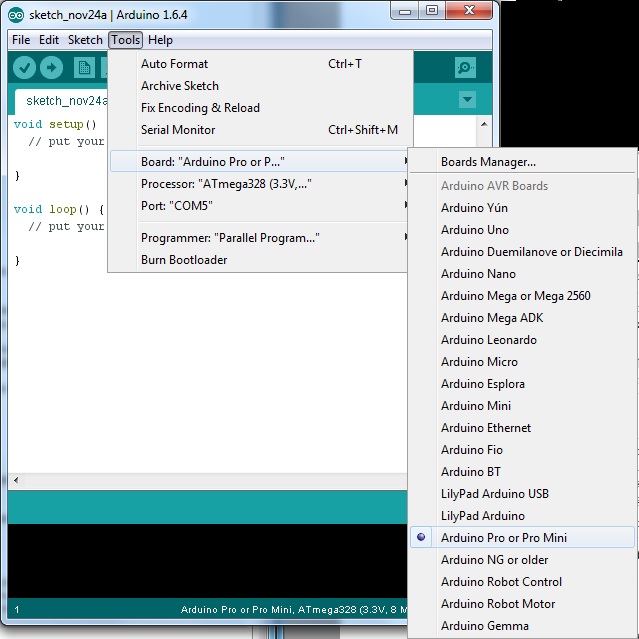 sketch_nov24a | Arduino 1.6.4
File Edit Sketch Tools Help
Auto Format Ctrl+T
Archive Sketch
Fix Encoding & Reload
Serial Monitor Ctrl+Shift+M
Board: "Arduino Pro or P..."
Processor: "ATmega328 (3.3V,..."
Port: "COM5"
Programmer: "Parallel Program..."
Burn Bootloader
sketch_nov24a
void setup()
// put your
}
void loop() {
// put your
}
Boards Manager...
Arduino AVR Boards
Arduino Yún
Arduino Uno
Arduino Duemilanove or Diecimila
Arduino Nano
Arduino Mega or Mega 2560
Arduino Mega ADK
Arduino Leonardo
Arduino Micro
Arduino Esplora
Arduino Mini
Arduino Ethernet
Arduino Fio
Arduino BT
LilyPad Arduino USB
LilyPad Arduino
Arduino Pro or Pro Mini
Arduino NG or older
Arduino Robot Control
Arduino Robot Motor
Arduino Gemma
1 Arduino Pro or Pro Mini, ATmega328 (3.3V, 8 M